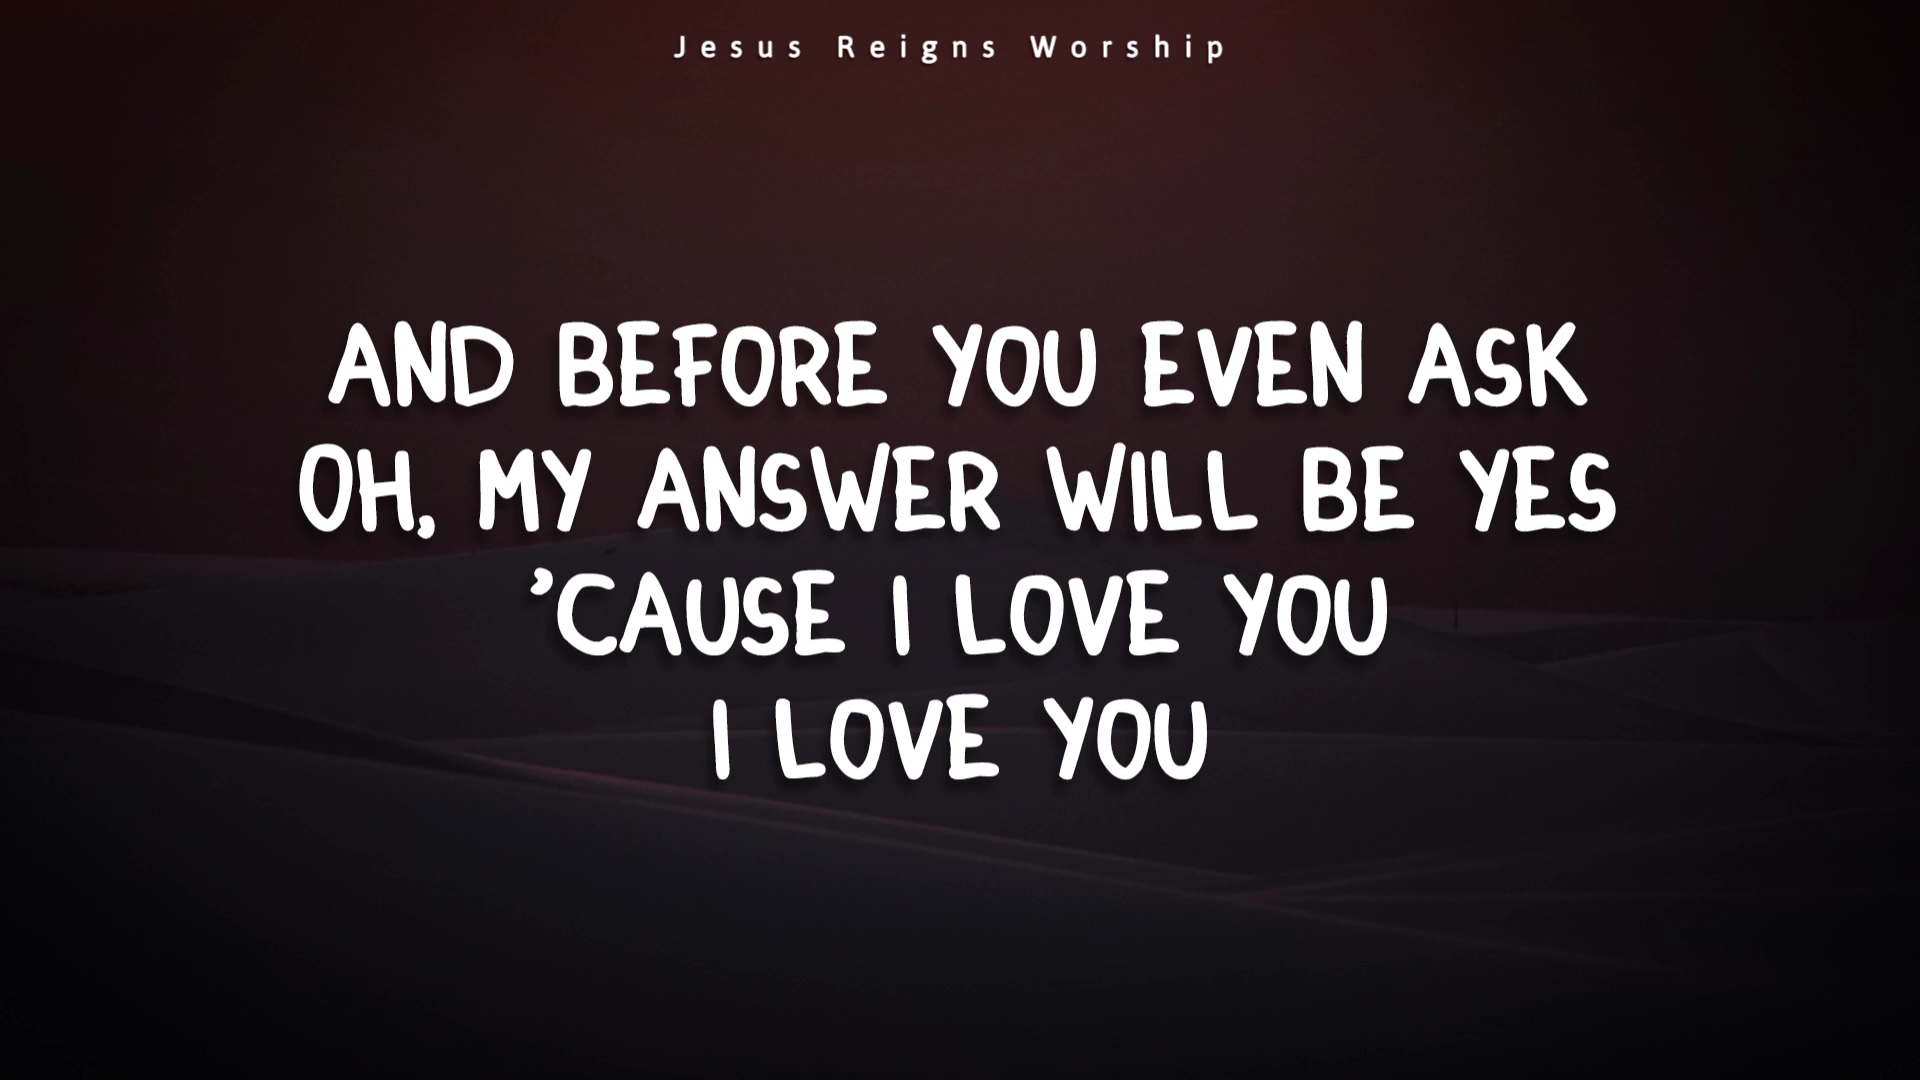 Jesus Reigns Worship
AND BEFORE YOU EVEN ASK
OH, MY ANSWER WILL BE YES
’CAUSE I LOVE YOU
I LOVE YOU